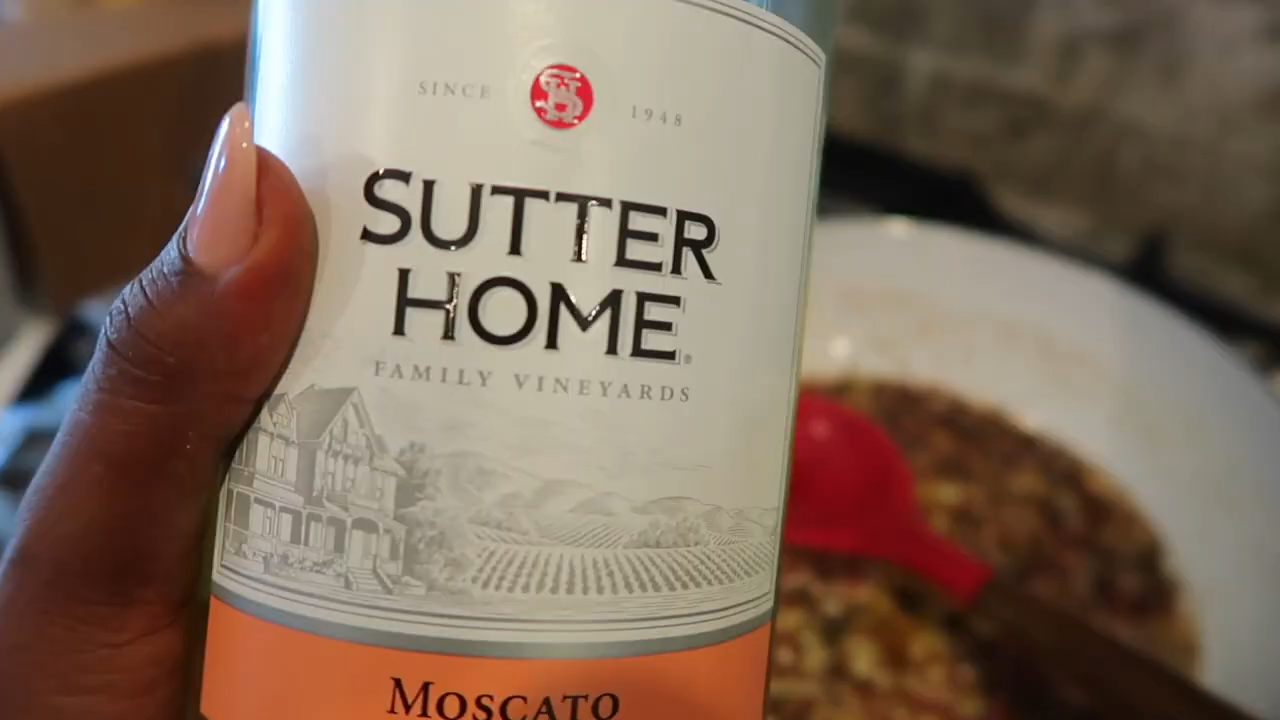 SINCE 1948
SUTTER
HOME®
FAMILY VINEYARDS
MOSCATO